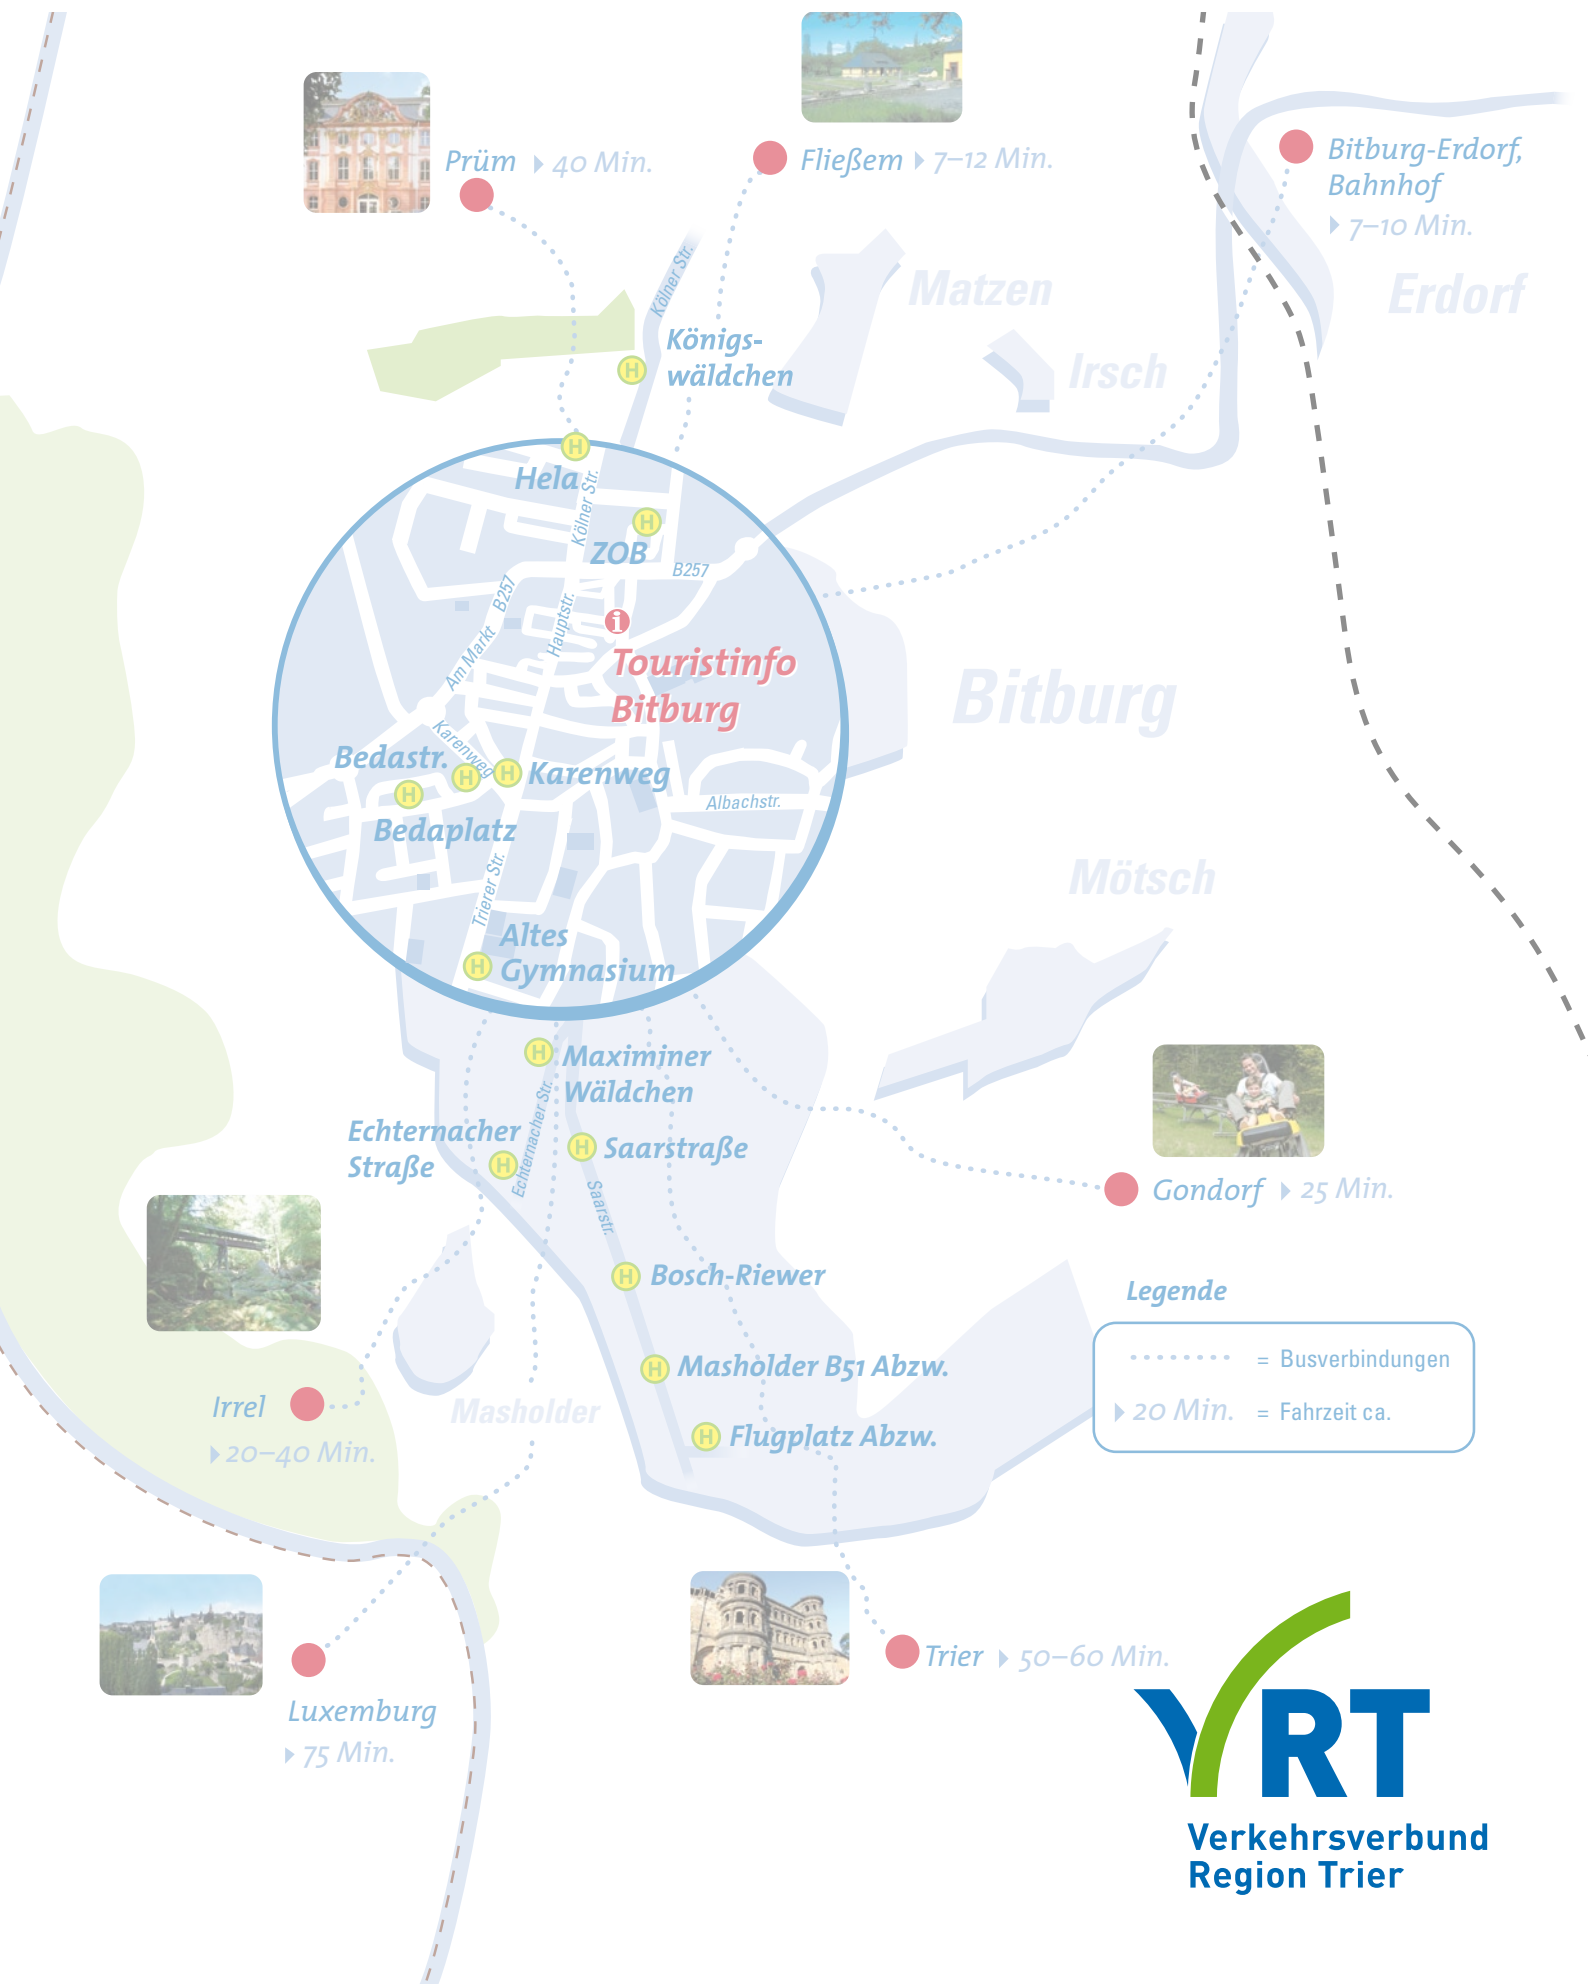 Prüm 40 Min.
Fließem 7–12 Min.
Bitburg-Erdorf,
Bahnhof
7–10 Min.
Kölner Str.
Matzen
Erdorf
Königs-
wäldchen
Irsch
H
H
Hela
Kölner Str.
H
ZOB
B257
B257
Hauptstr.
i
Am Markt
Touristinfo
Bitburg
Bitburg
Karenweg
Bedastr.
H
H
Karenweg
H
Albachstr.
Bedaplatz
Trierer Str.
Mötsch
Altes
Gymnasium
H
H
Maximiner
Wäldchen
Echternacher Str.
Echternacher
Straße
H
H
Saarstraße
Saarstr.
Gondorf 25 Min.
H
Bosch-Riewer
Legende
= Busverbindungen
20 Min. = Fahrzeit ca.
H
Masholder B51 Abzw.
Masholder
Irrel
20–40 Min.
H
Flugplatz Abzw.
Trier 50–60 Min.
Luxemburg
75 Min.
VRT
Verkehrsverbund
Region Trier